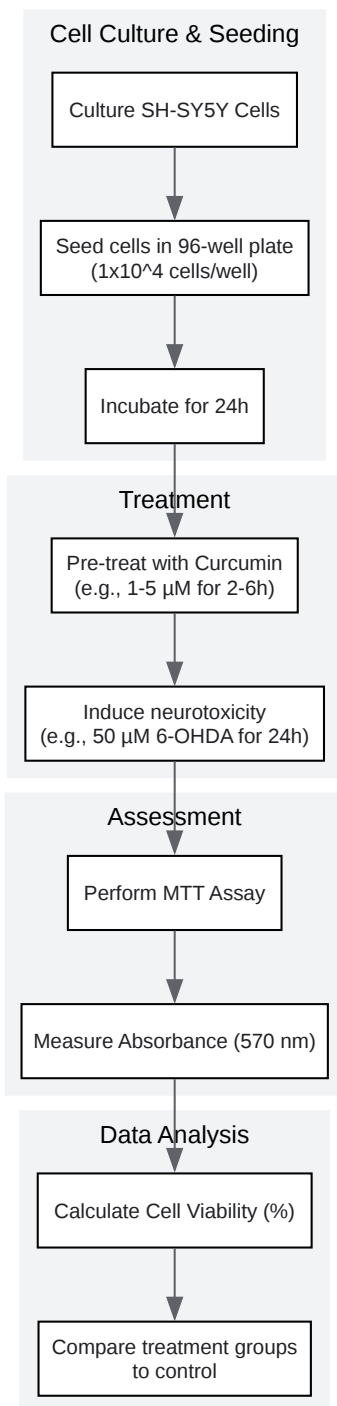 Cell Culture & Seeding
Culture SH-SY5Y Cells
Seed cells in 96-well plate
(1x10^4 cells/well)
Incubate for 24h
Treatment
Pre-treat with Curcumin
(e.g., 1-5 µM for 2-6h)
Induce neurotoxicity
(e.g., 50 µM 6-OHDA for 24h)
Assessment
Perform MTT Assay
Measure Absorbance (570 nm)
Data Analysis
Calculate Cell Viability (%)
Compare treatment groups
to control